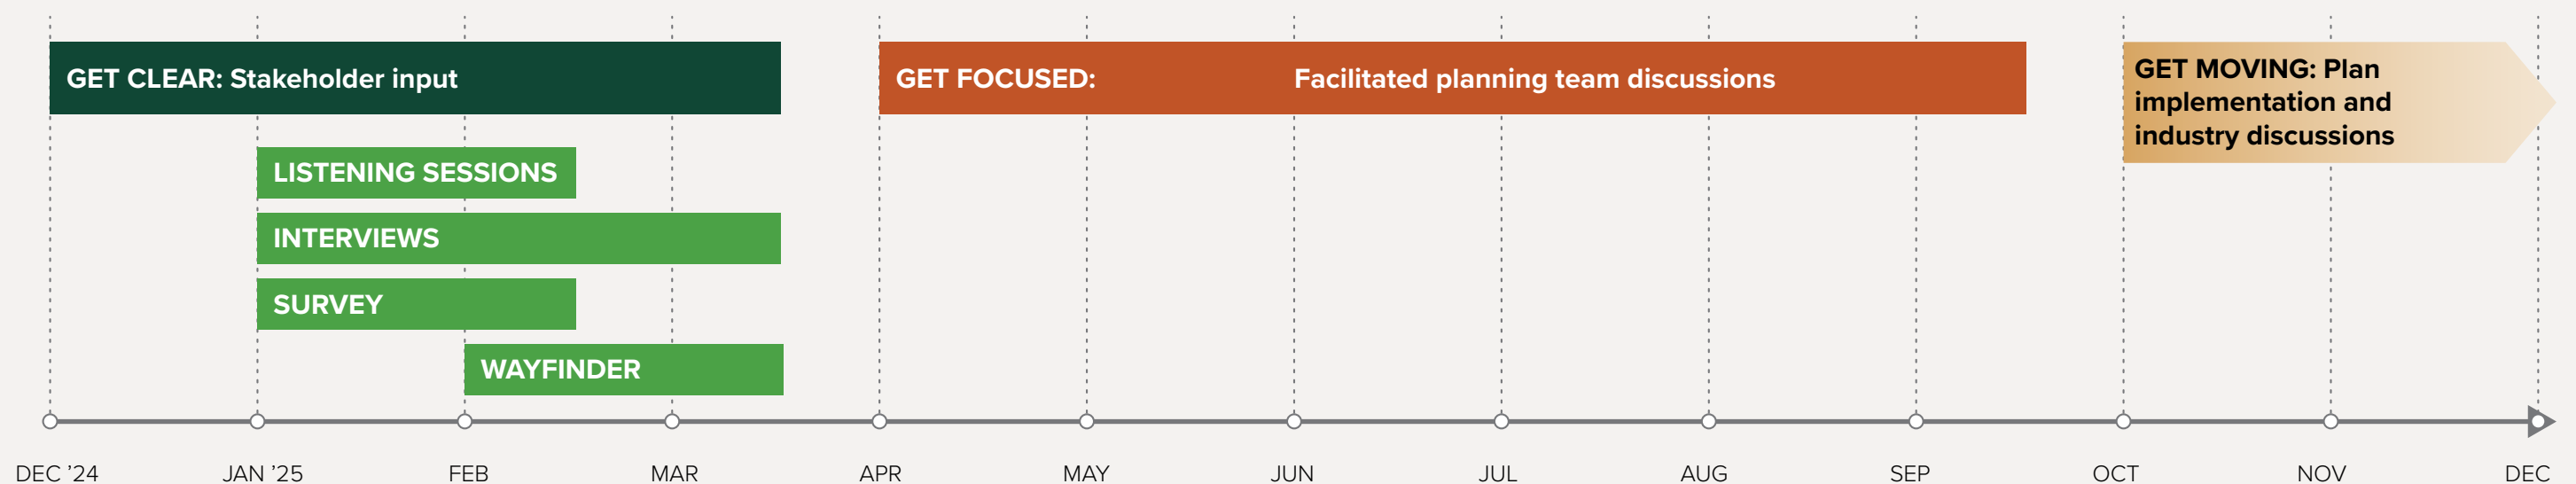 GET CLEAR: Stakeholder input
GET FOCUSED: Facilitated planning team discussions
GET MOVING: Plan
implementation and
industry discussions
LISTENING SESSIONS
INTERVIEWS
SURVEY
WAYFINDER
DEC ’24 JAN ’25 FEB MAR APR MAY JUN JUL AUG SEP OCT NOV DEC